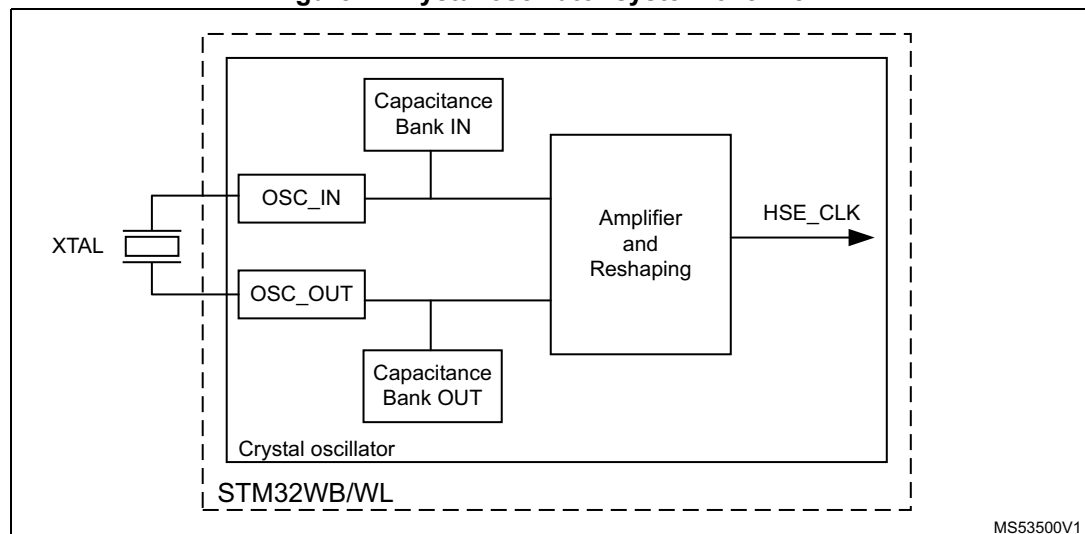 Capacitance
Bank IN
OSC_IN
XTAL
Amplifier
and
Reshaping
HSE_CLK
OSC_OUT
Capacitance
Bank OUT
Crystal oscillator
STM32WB/WL
MS53500V1